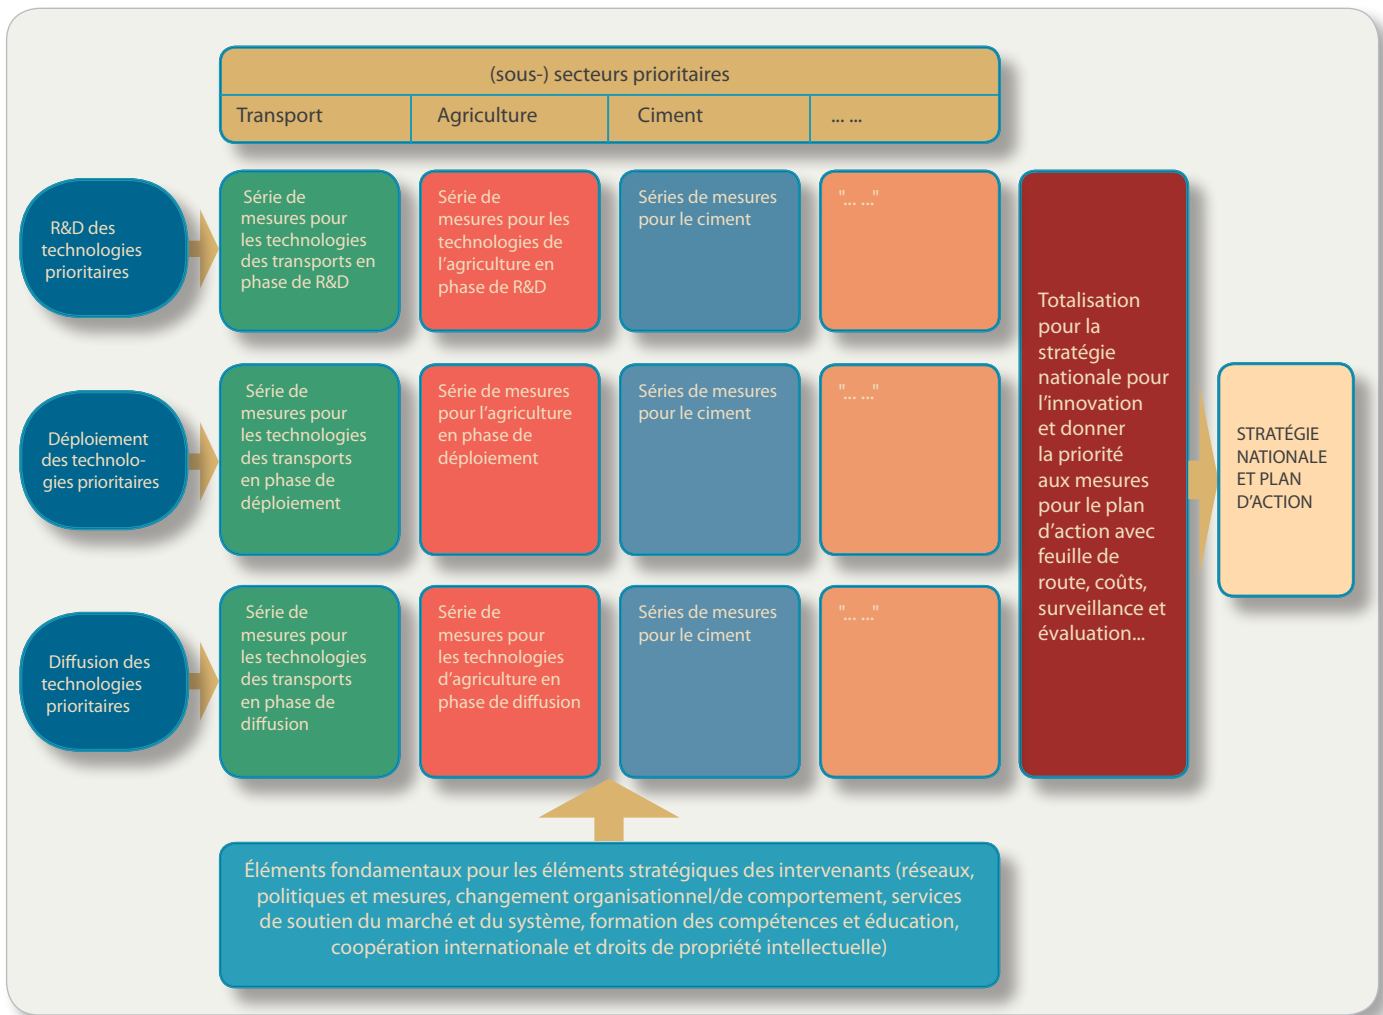 (sous-) secteurs prioritaires
Transport
Agriculture
Ciment
... ...
R&D des
technologies
prioritaires
Série de
mesures pour
les technologies
des transports en
phase de R&D
Série de
mesures pour les
technologies de
l’agriculture en
phase de R&D
Séries de mesures
pour le ciment
"... ..."
Déploiement
des technolo-
gies prioritaires
Série de
mesures pour
les technologies
des transports
en phase de
déploiement
Série de mesures
pour l’agriculture
en phase de
déploiement
Séries de mesures
pour le ciment
"... ..."
Diffusion des
technologies
prioritaires
Série de
mesures pour
les technologies
des transports
en phase de
diffusion
Série de
mesures pour
les technologies
d’agriculture en
phase de diffusion
Séries de mesures
pour le ciment
"... ..."
Totalisation
pour la
stratégie
nationale pour
l’innovation
et donner
la priorité
aux mesures
pour le plan
d’action avec
feuille de
route, coûts,
surveillance et
évaluation...
STRATÉGIE
NATIONALE
ET PLAN
D’ACTION
Éléments fondamentaux pour les éléments stratégiques des intervenants (réseaux,
politiques et mesures, changement organisationnel/de comportement, services
de soutien du marché et du système, formation des compétences et éducation,
coopération internationale et droits de propriété intellectuelle)